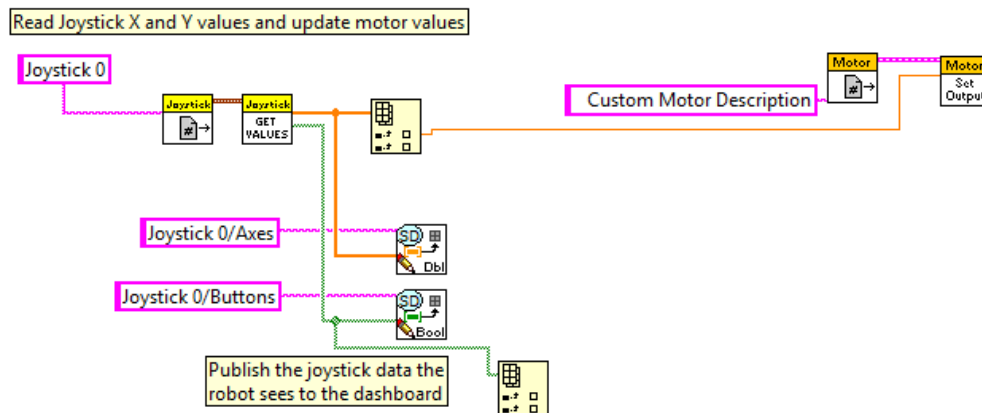 Read Joystick X and Y values and update motor values
Joystick 0
Joystick
Joystick
GET
VALUES
#
Custom Motor Description
Motor
#
Motor
Set
Output
Joystick 0/Axes
SD
Dbl
Joystick 0/Buttons
SD
Bool
Publish the joystick data the
robot sees to the dashboard